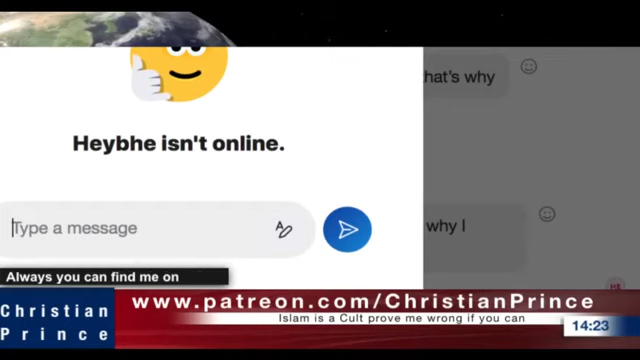 that's why
Heybhe isn't online.
Type a message
why I
Always you can find me on
Christian
Prince
www.patreon.com/ChristianPrince
Islam is a Cult prove me wrong if you can
14:23